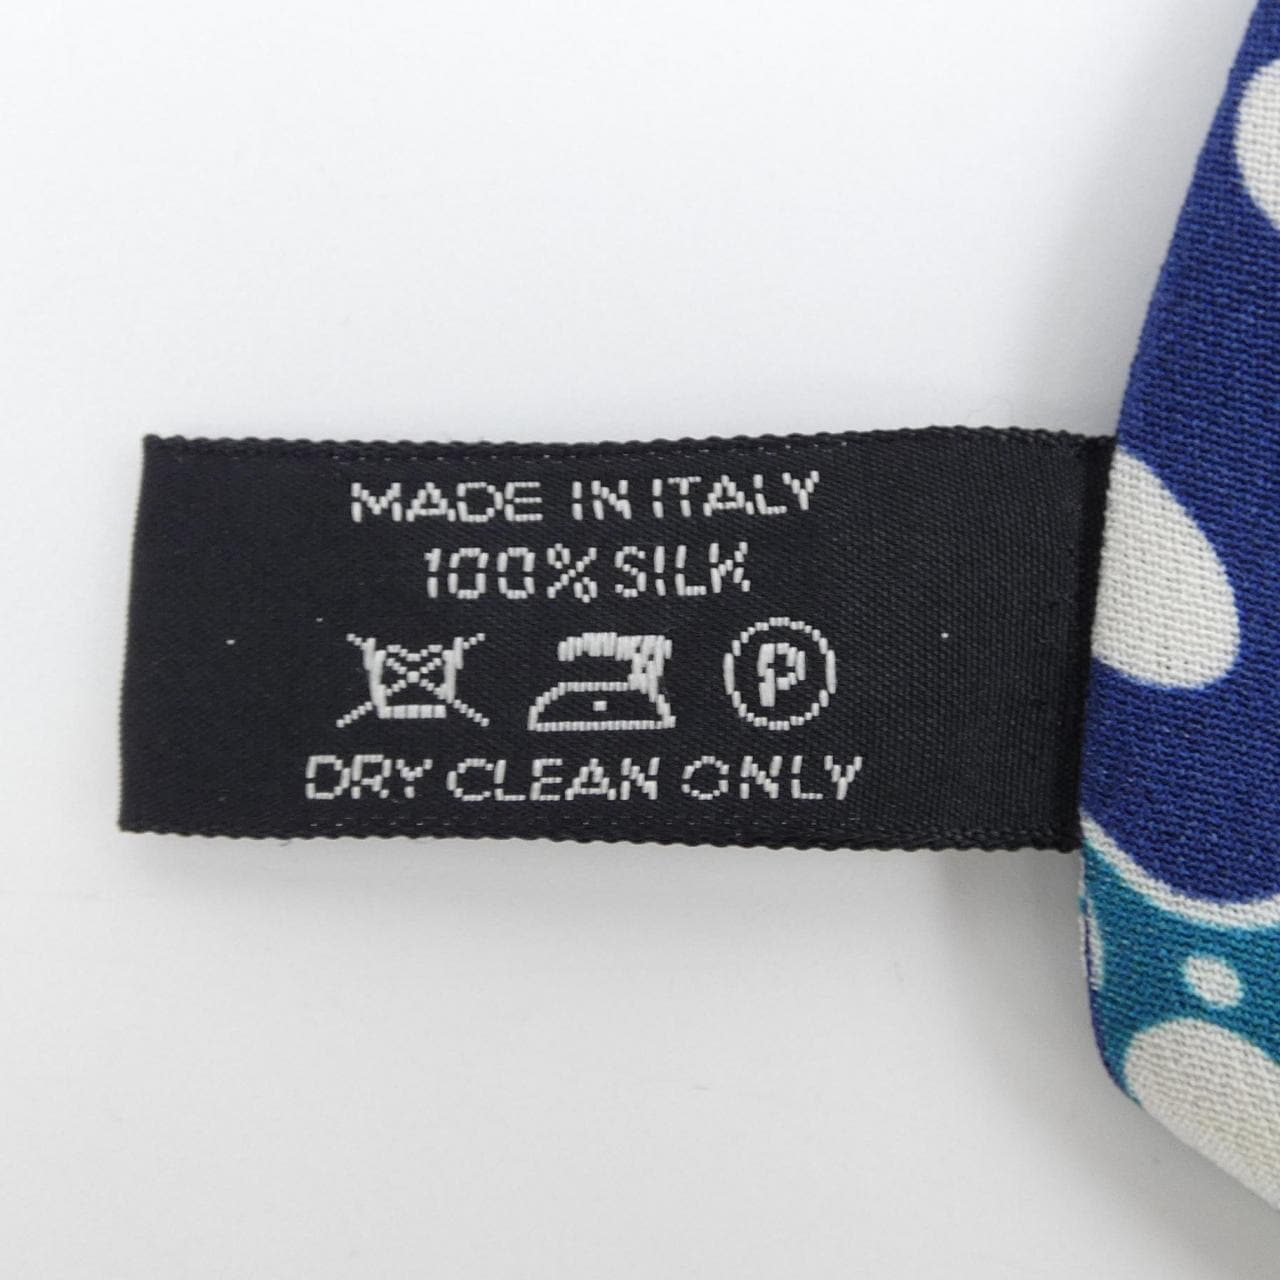 MADE IN ITALY
100% SILK
P
DRY CLEAN ONLY